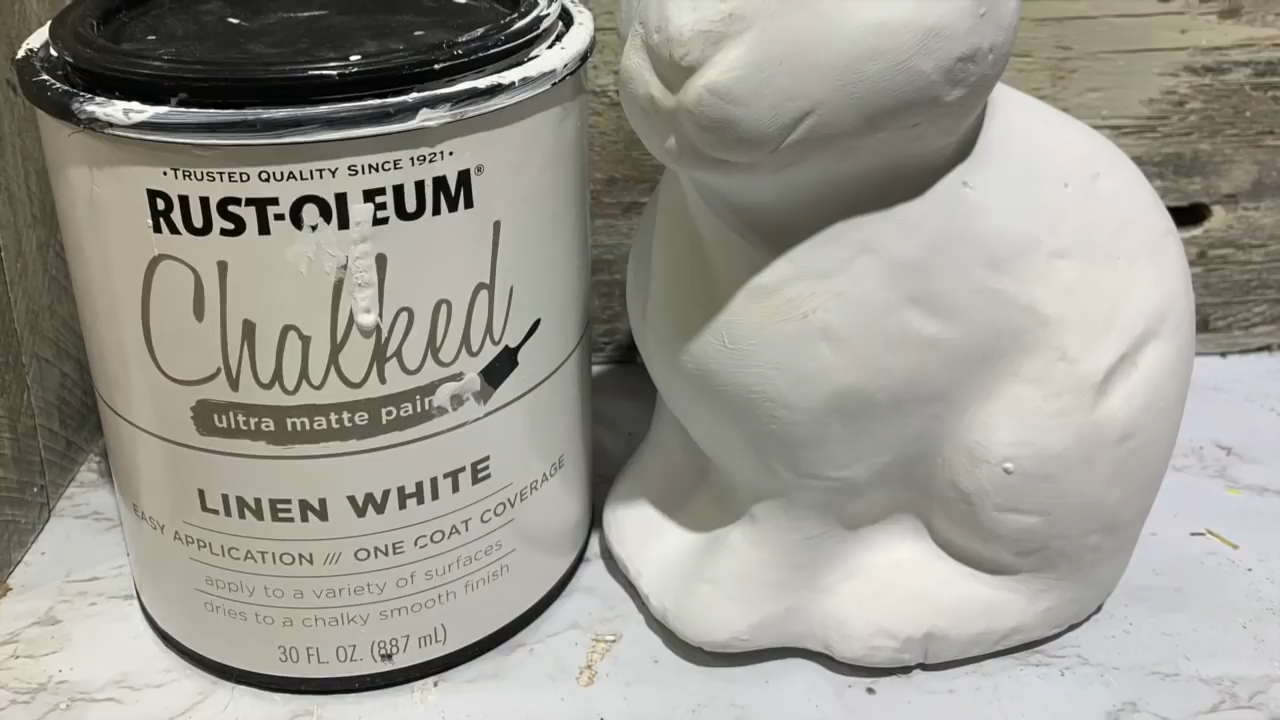 •TRUSTED QUALITY SINCE 1921•
RUST-OLEUM®
Chalked
ultra matte paint
LINEN WHITE
EASY APPLICATION /// ONE COAT COVERAGE
apply to a variety of surfaces
dries to a chalky smooth finish
30 FL. OZ. (887 mL)